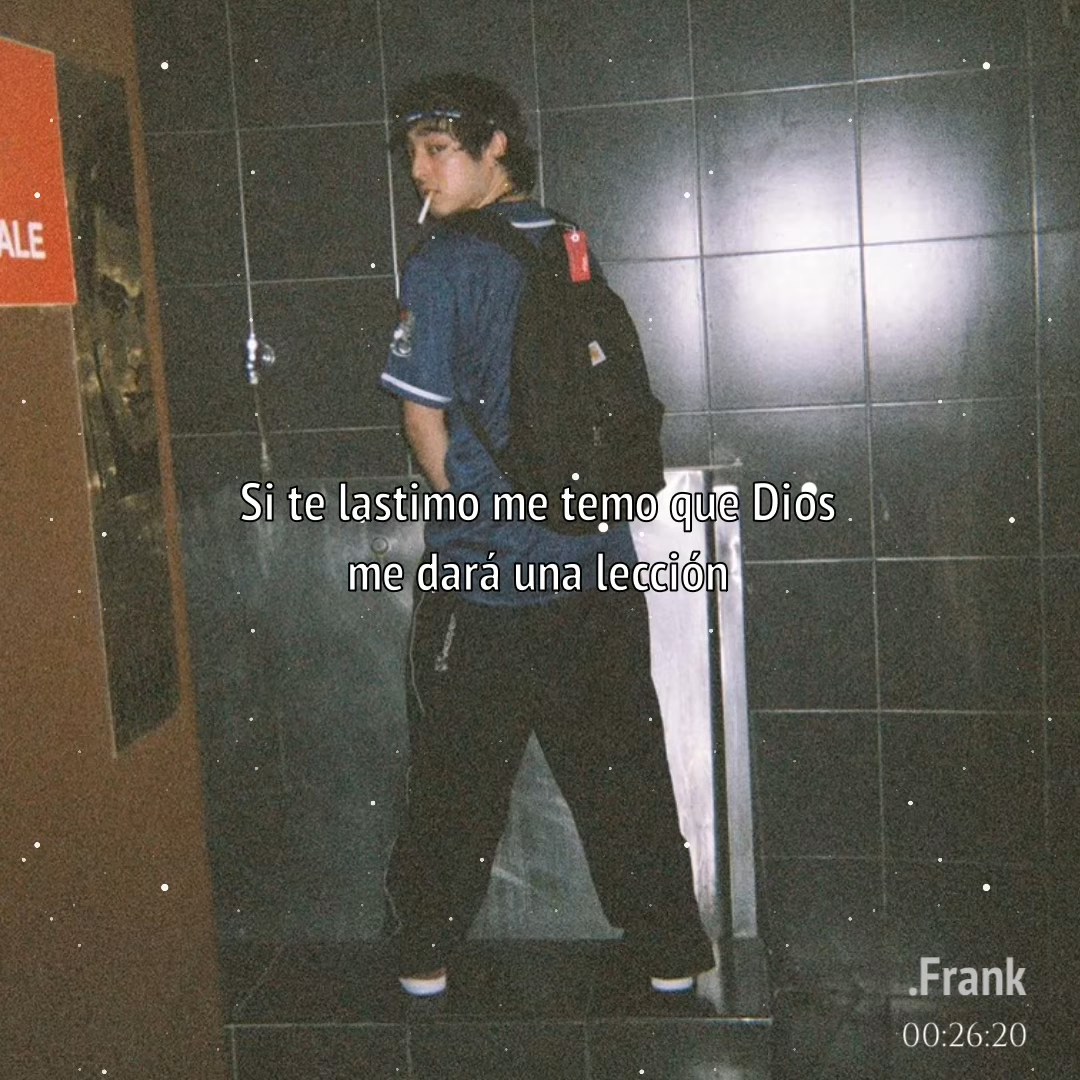 ALE
Si te lastimo me temo que Dios
me dará una lección
.Frank
00:26:20